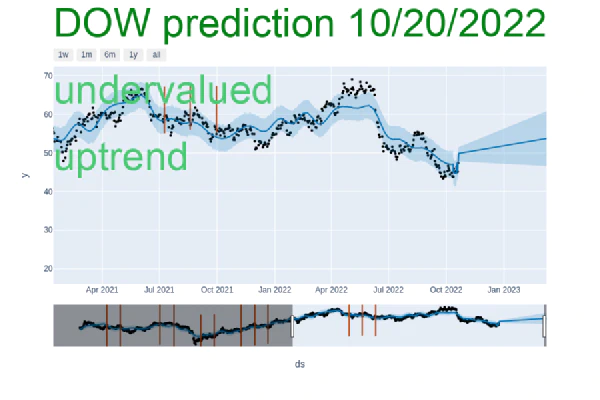 DOW prediction 10/20/2022
1w 1m 6m 1y all
70
undervalued
60
uptrend
50
y
40
30
20
Apr 2021 Jul 2021 Oct 2021 Jan 2022 Apr 2022 Jul 2022 Oct 2022 Jan 2023
ds